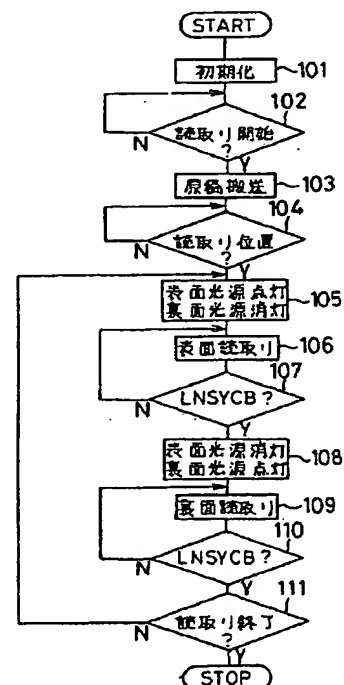 START
初期化
101
102
読取り開始
?
N
Y
原稿搬送
103
104
読取り位置
?
N
Y
表面光源点灯
裏面光源消灯
105
表面読取り
106
107
LNSYCB?
N
Y
表面光源消灯
裏面光源点灯
108
裏面読取り
109
110
LNSYCB?
N
Y
111
読取り終了
?
N
Y
STOP